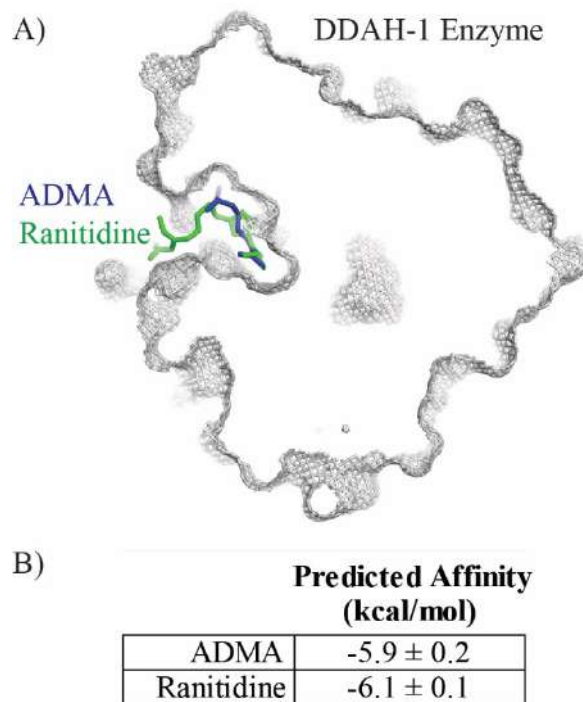 A)
DDAH-1 Enzyme
ADMA
Ranitidine
B)
Predicted Affinity
(kcal/mol)
ADMA -5.9 ± 0.2
Ranitidine -6.1 ± 0.1